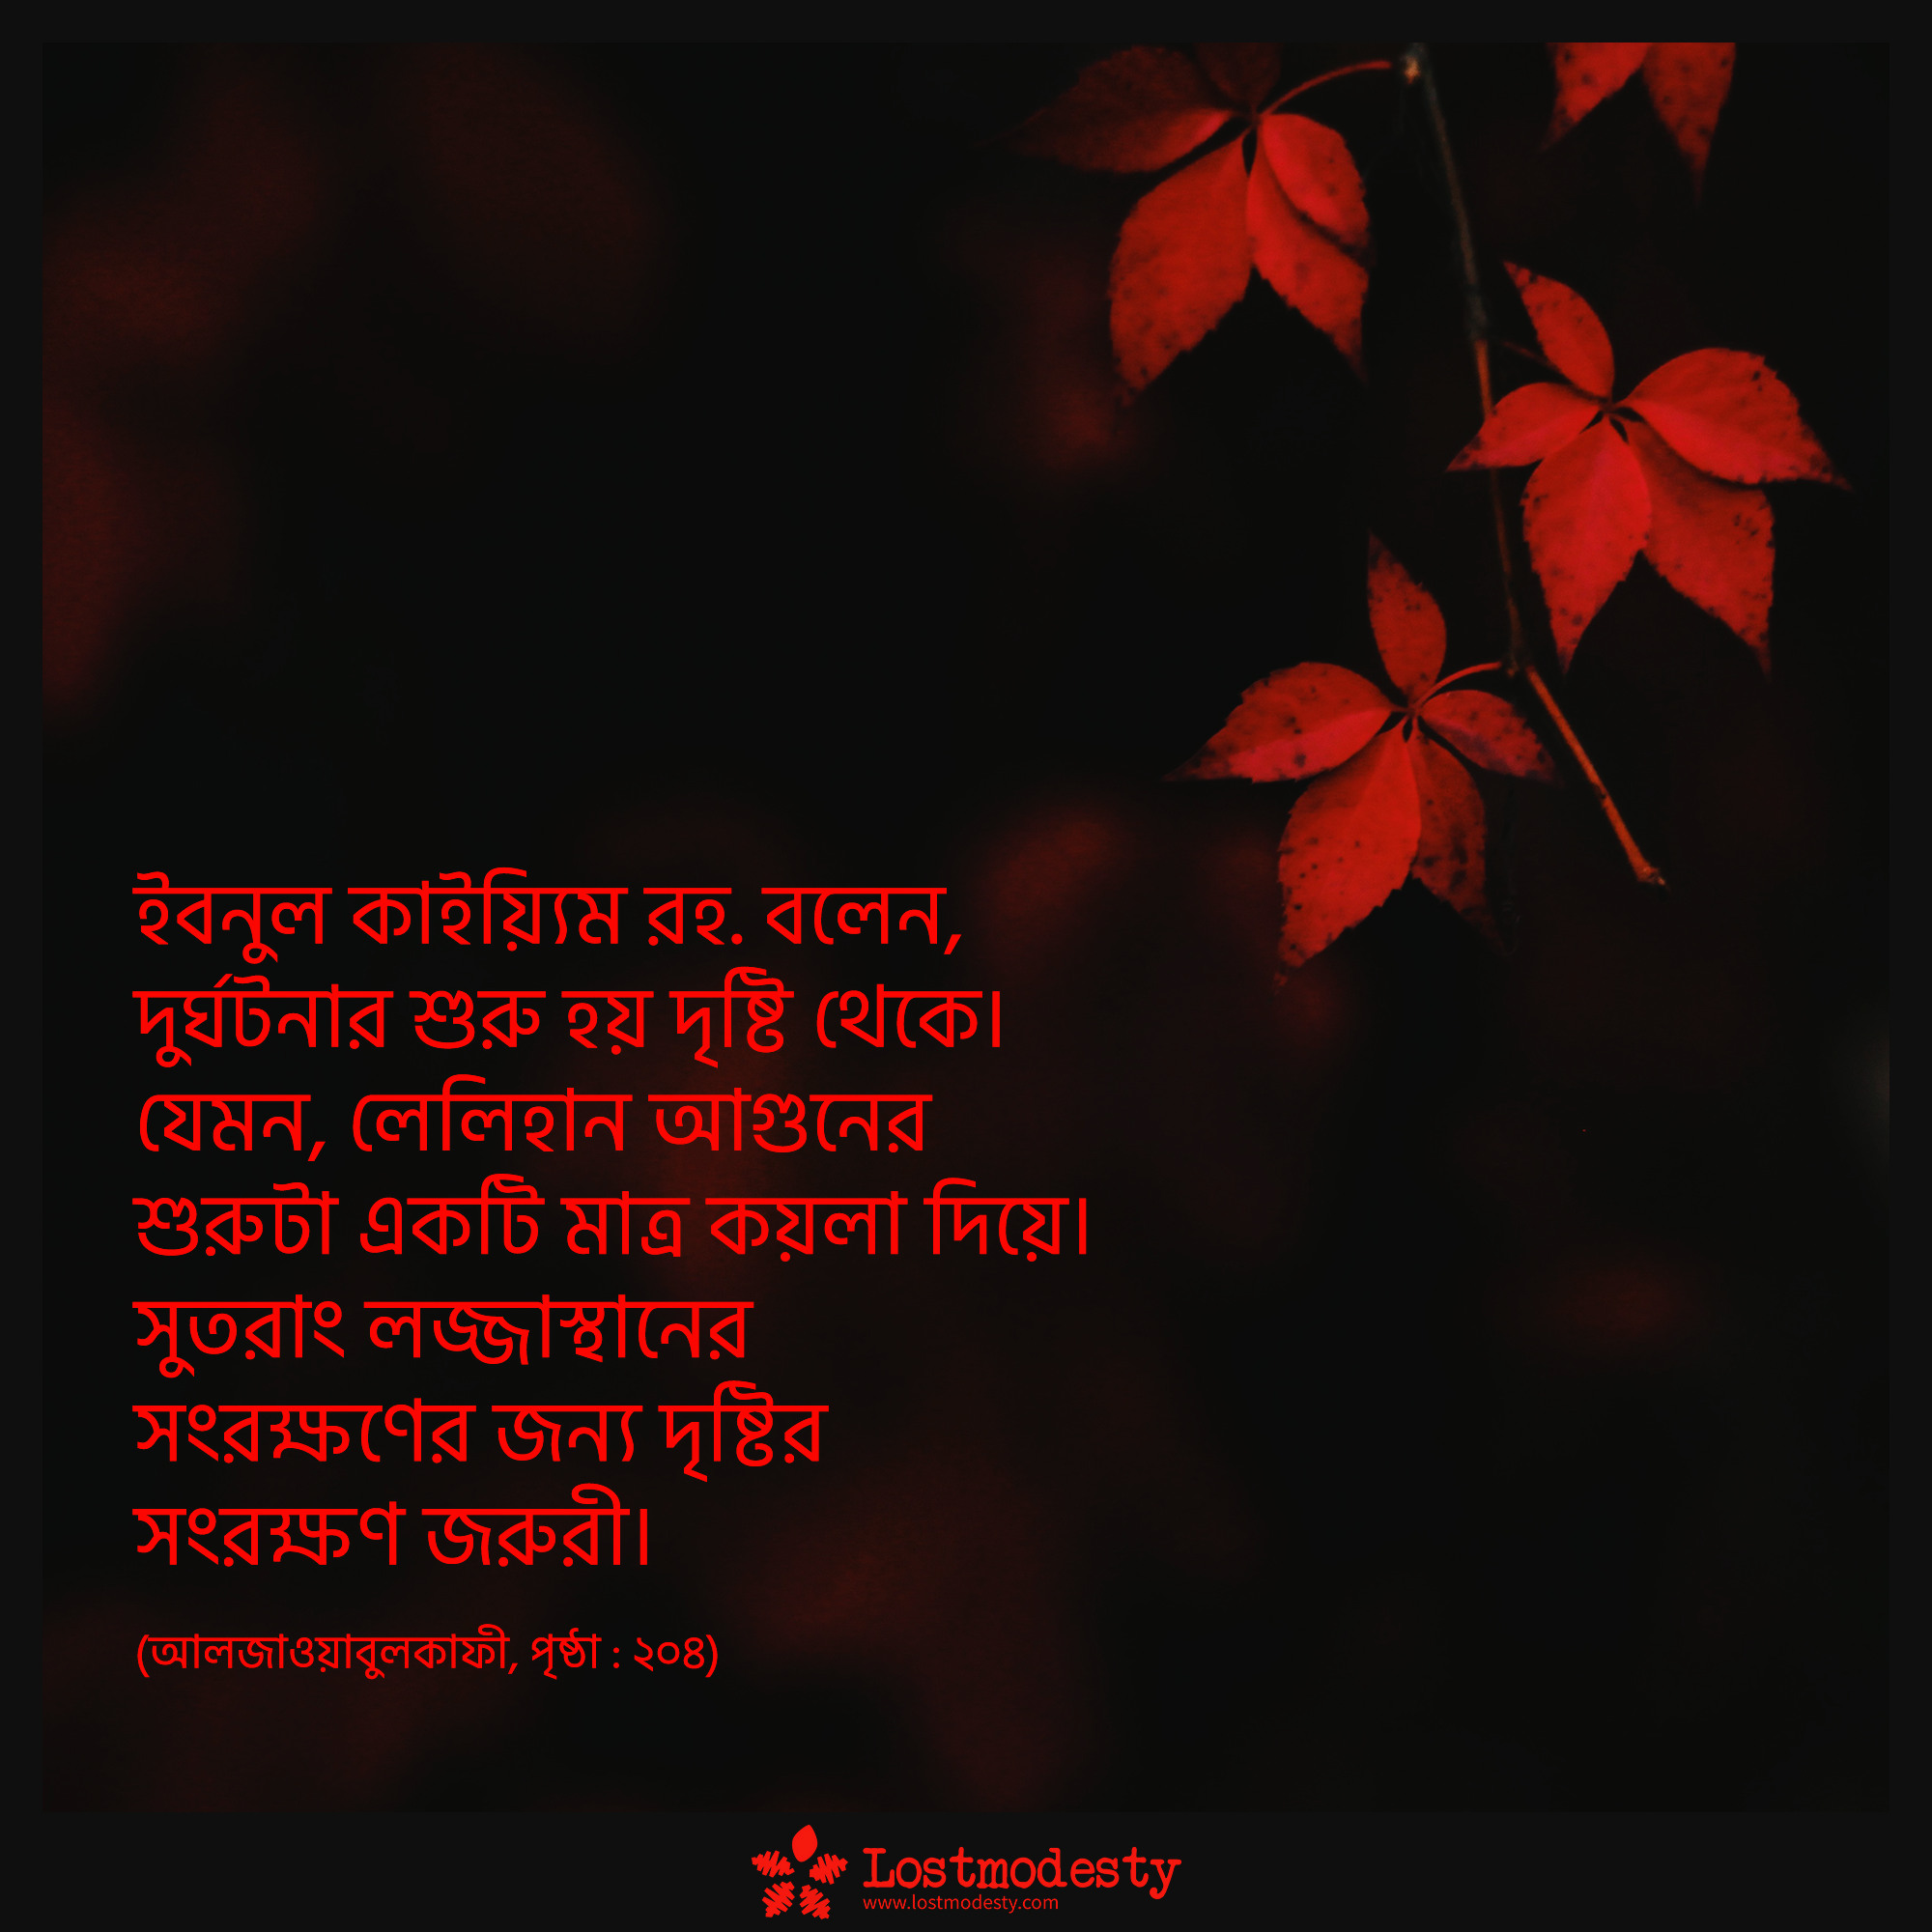 ইবনুল কাইয়্যিম রহ. বলেন,
দুর্ঘটনার শুরু হয় দৃষ্টি থেকে।
যেমন, লেলিহান আগুনের
শুরুটা একটি মাত্র কয়লা দিয়ে।
সুতরাং লজ্জাস্থানের
সংরক্ষণের জন্য দৃষ্টির
সংরক্ষণ জরুরী।
(আলজাওয়াবুলকাফী, পৃষ্ঠা : ২০৪)
Lostmodesty
www.lostmodesty.com